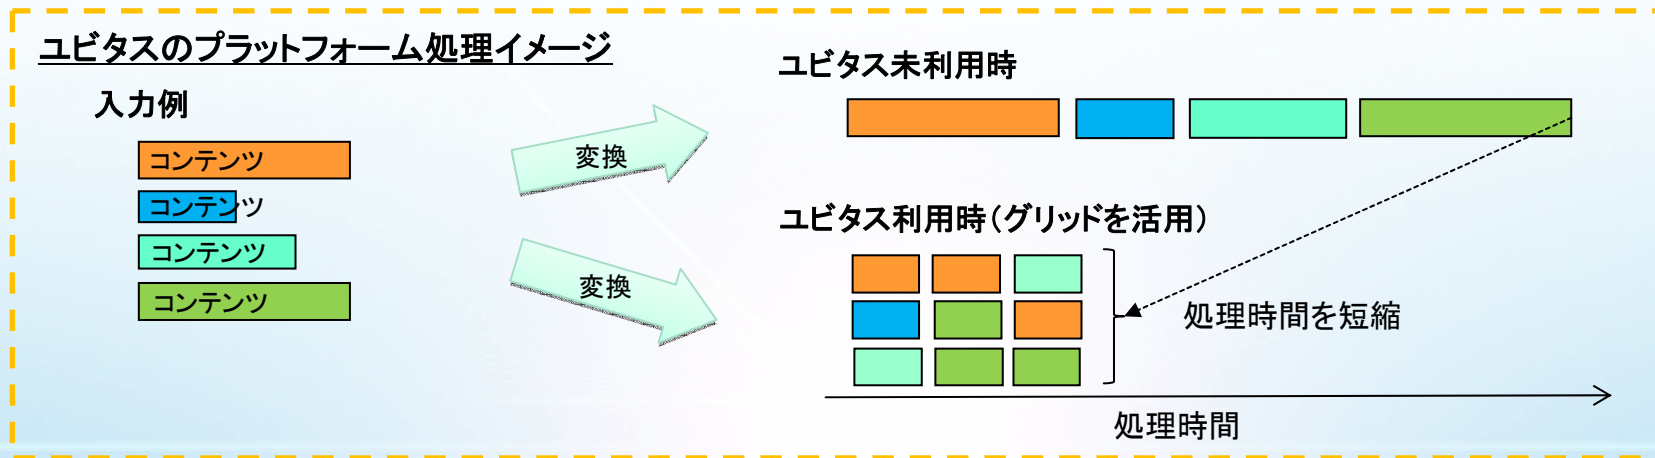 ユビタスのプラットフォーム処理イメージ
入力例
コンテンツ
コンテンツ
コンテンツ
コンテンツ
変換
変換
ユビタス未利用時
ユビタス利用時(グリッドを活用)
処理時間を短縮
処理時間